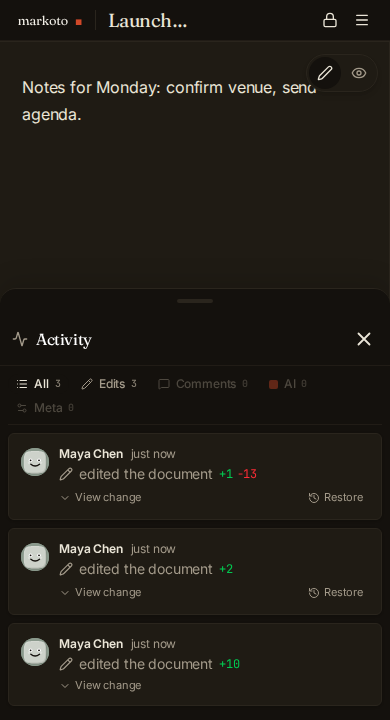 markoto
Launch...
Notes for Monday: confirm venue, send
agenda.
Activity
All 3 Edits 3 Comments 0 AI 0
Meta 0
Maya Chen just now
edited the document +1 -13
View change Restore
Maya Chen just now
edited the document +2
View change Restore
Maya Chen just now
edited the document +10
View change